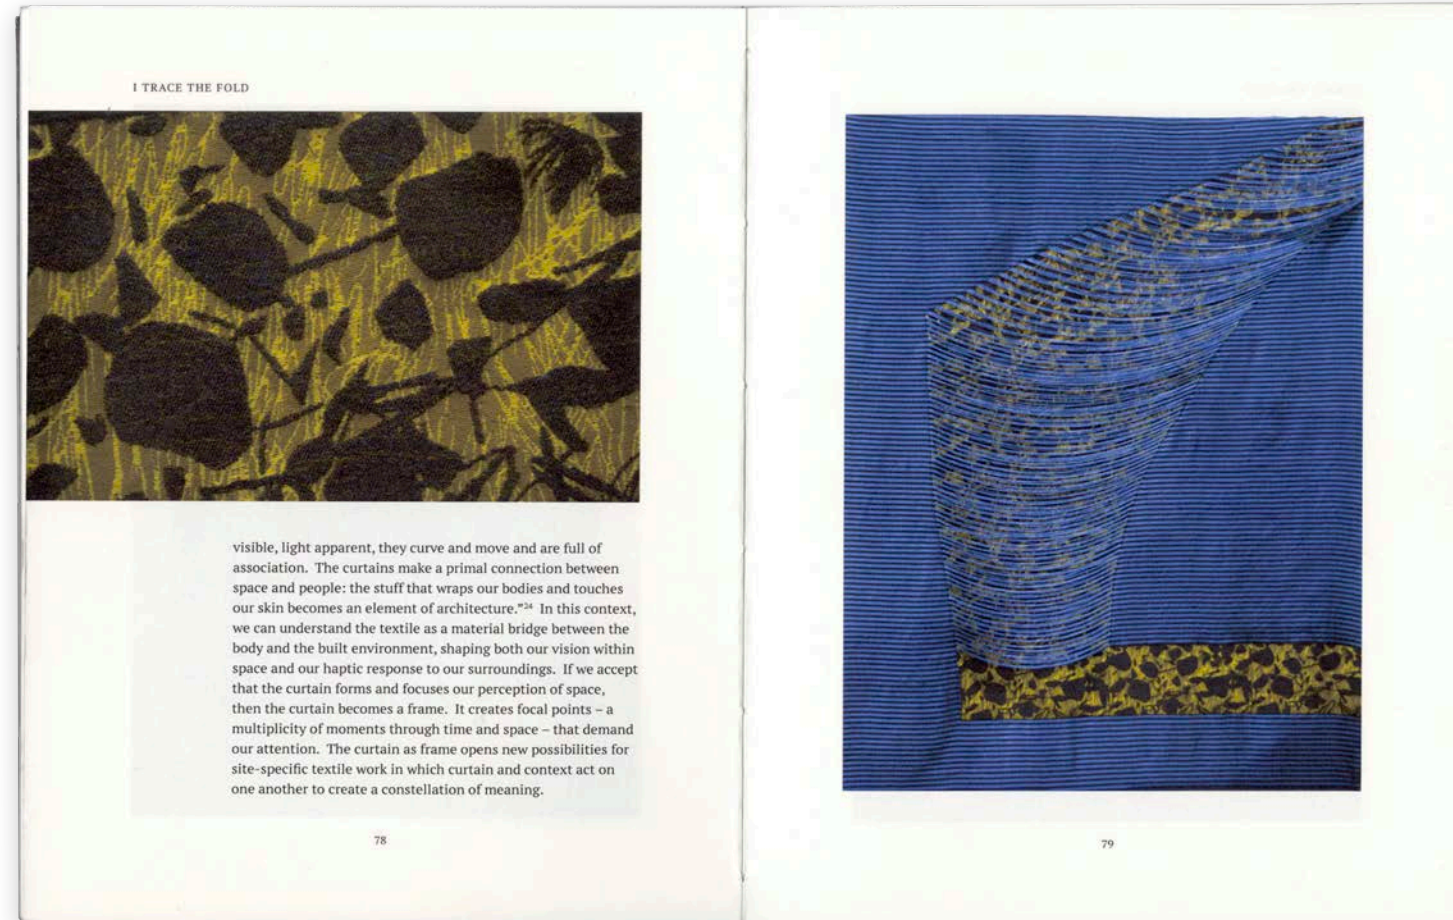 I TRACE THE FOLD
visible, light apparent, they curve and move and are full of
association. The curtains make a primal connection between
space and people: the stuff that wraps our bodies and touches
our skin becomes an element of architecture.”²⁴ In this context,
we can understand the textile as a material bridge between the
body and the built environment, shaping both our vision within
space and our haptic response to our surroundings. If we accept
that the curtain forms and focuses our perception of space,
then the curtain becomes a frame. It creates focal points – a
multiplicity of moments through time and space – that demand
our attention. The curtain as frame opens new possibilities for
site-specific textile work in which curtain and context act on
one another to create a constellation of meaning.
78
79